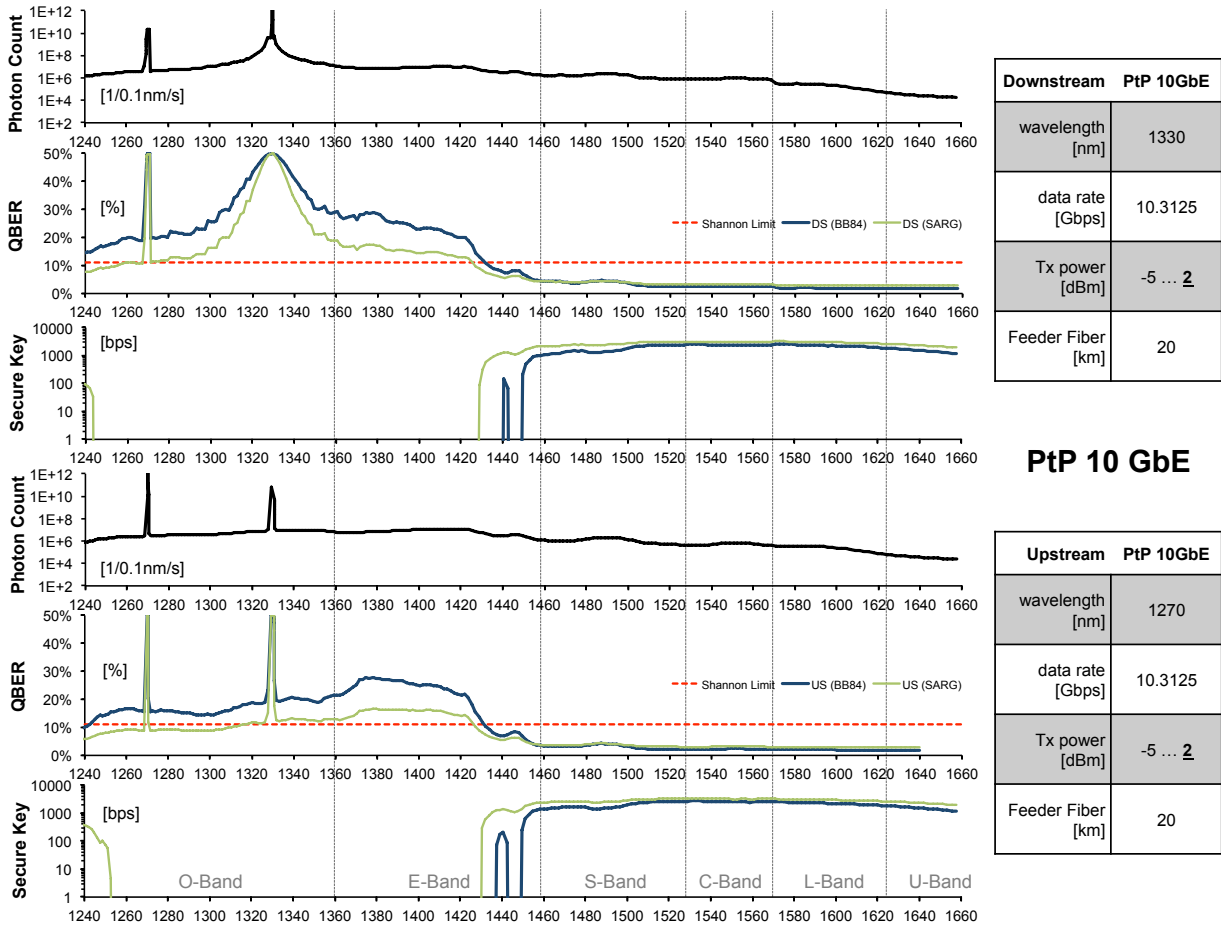 Photon Count
1E+12
1E+10
1E+8
1E+6
1E+4
1E+2
[1/0.1nm/s]
1240 1260 1280 1300 1320 1340 1360 1380 1400 1420 1440 1460 1480 1500 1520 1540 1560 1580 1600 1620 1640 1660
QBER
50%
40%
30%
20%
10%
0%
[%]
Shannon Limit DS (BB84) DS (SARG)
1240 1260 1280 1300 1320 1340 1360 1380 1400 1420 1440 1460 1480 1500 1520 1540 1560 1580 1600 1620 1640 1660
Secure Key
10000
1000
100
10
1
[bps]
1240 1260 1280 1300 1320 1340 1360 1380 1400 1420 1440 1460 1480 1500 1520 1540 1560 1580 1600 1620 1640 1660
Downstream PtP 10GbE
wavelength [nm] 1330
data rate [Gbps] 10.3125
Tx power [dBm] -5 … 2
Feeder Fiber [km] 20
PtP 10 GbE
Photon Count
1E+12
1E+10
1E+8
1E+6
1E+4
1E+2
[1/0.1nm/s]
1240 1260 1280 1300 1320 1340 1360 1380 1400 1420 1440 1460 1480 1500 1520 1540 1560 1580 1600 1620 1640 1660
QBER
50%
40%
30%
20%
10%
0%
[%]
Shannon Limit US (BB84) US (SARG)
1240 1260 1280 1300 1320 1340 1360 1380 1400 1420 1440 1460 1480 1500 1520 1540 1560 1580 1600 1620 1640 1660
Secure Key
10000
1000
100
10
1
[bps]
O-Band E-Band S-Band C-Band L-Band U-Band
1240 1260 1280 1300 1320 1340 1360 1380 1400 1420 1440 1460 1480 1500 1520 1540 1560 1580 1600 1620 1640 1660
Upstream PtP 10GbE
wavelength [nm] 1270
data rate [Gbps] 10.3125
Tx power [dBm] -5 … 2
Feeder Fiber [km] 20